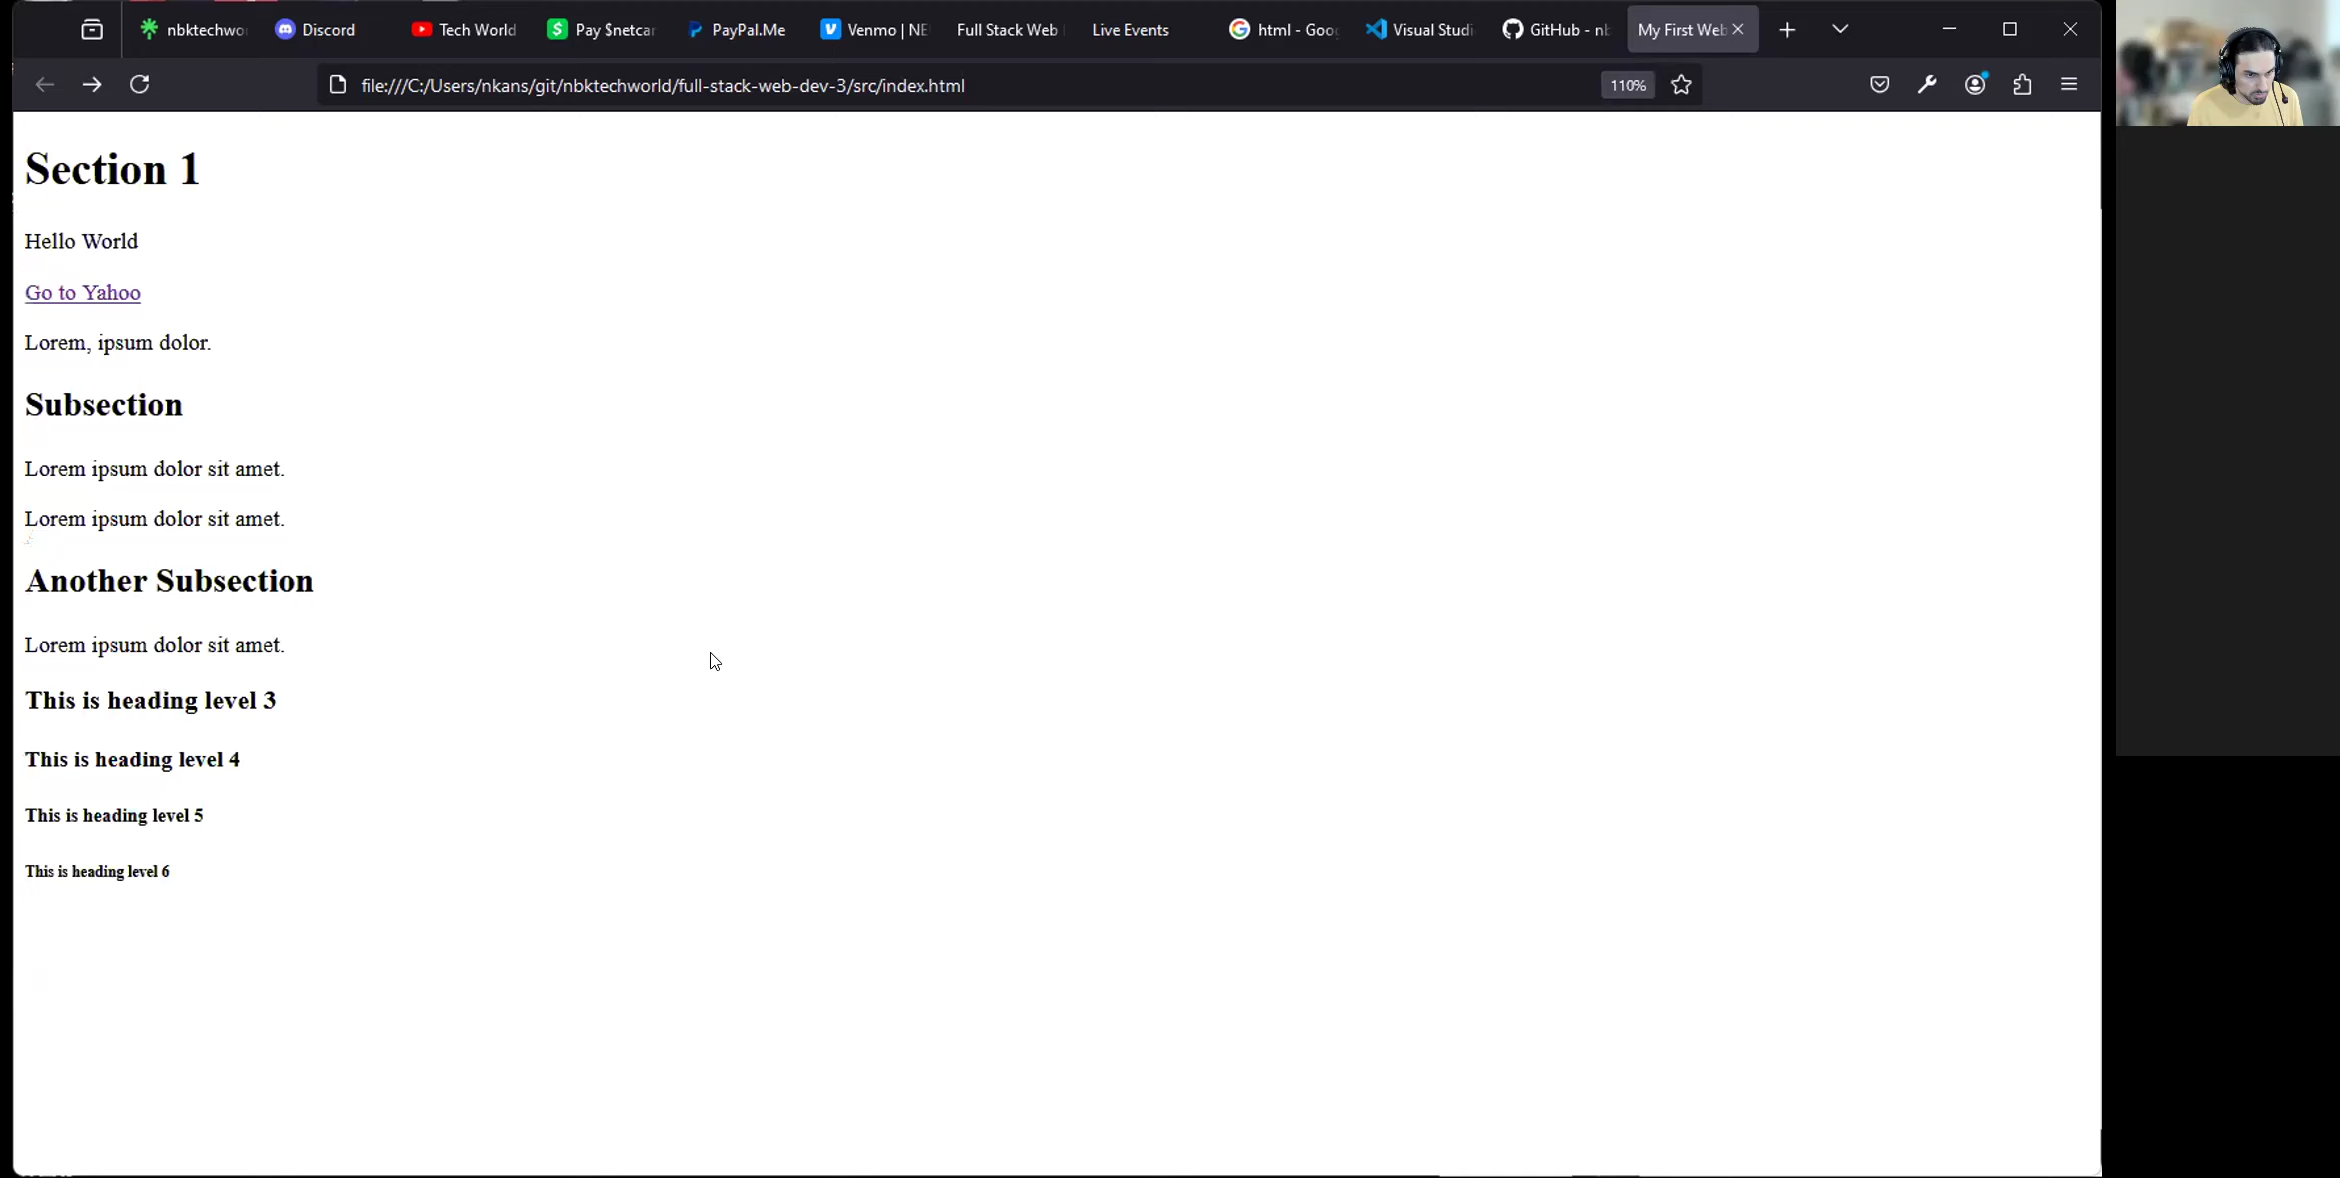 nbktechwo
Discord
Tech World
Pay $netcar
PayPal.Me
Venmo | NE
Full Stack Web
Live Events
html - Goo
Visual Studi
GitHub - nb
My First Web
file:///C:/Users/nkans/git/nbktechworld/full-stack-web-dev-3/src/index.html
110%
Section 1
Hello World
Go to Yahoo
Lorem, ipsum dolor.
Subsection
Lorem ipsum dolor sit amet.
Lorem ipsum dolor sit amet.
Another Subsection
Lorem ipsum dolor sit amet.
This is heading level 3
This is heading level 4
This is heading level 5
This is heading level 6